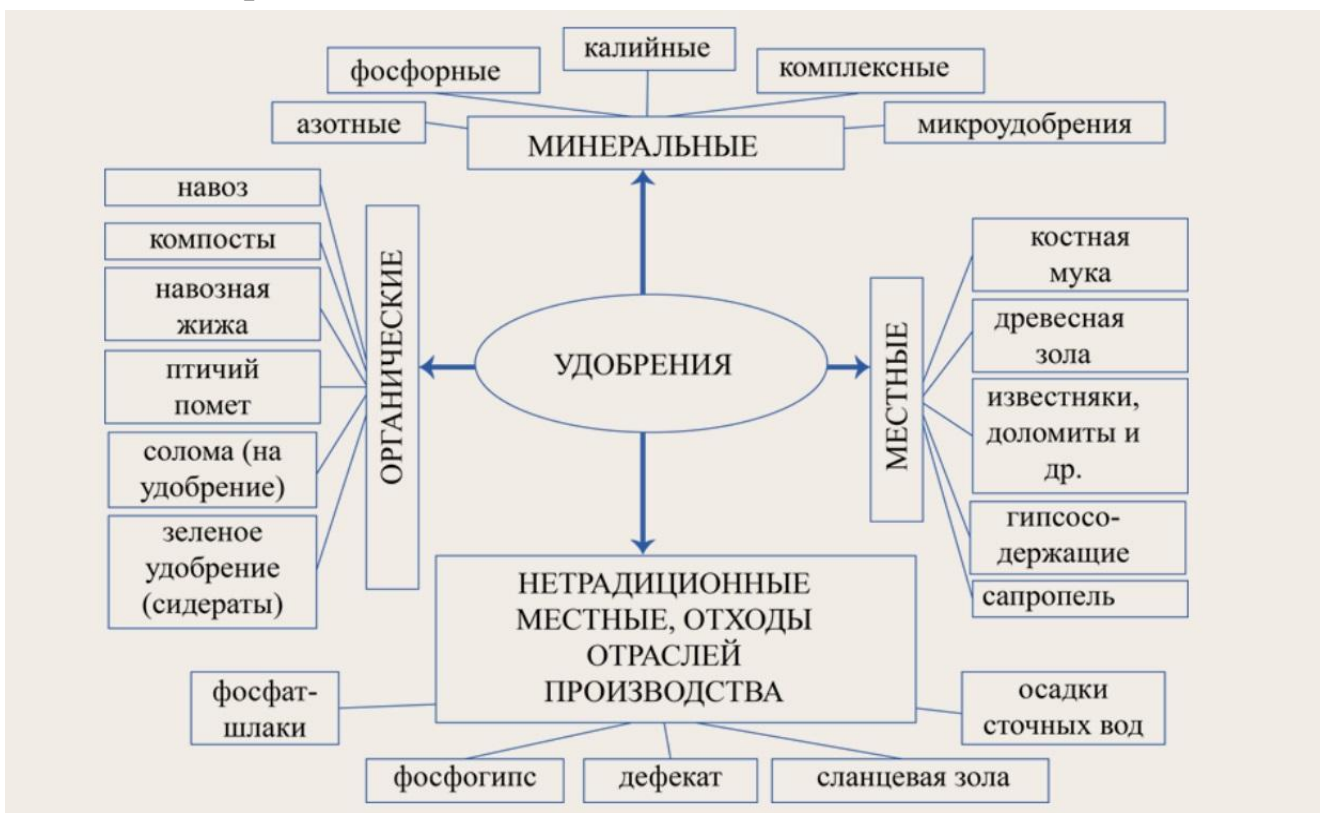 калийные
фосфорные
комплексные
азотные
микроудобрения
МИНЕРАЛЬНЫЕ
навоз
компосты
навозная
жижа
птичий
помет
солома (на
удобрение)
зеленое
удобрение
(сидераты)
ОРГАНИЧЕСКИЕ
УДОБРЕНИЯ
МЕСТНЫЕ
костная
мука
древесная
зола
известняки,
доломиты и
др.
гипсосо-
держащие
сапропель
НЕТРАДИЦИОННЫЕ
МЕСТНЫЕ, ОТХОДЫ
ОТРАСЛЕЙ
ПРОИЗВОДСТВА
фосфат-
шлаки
фосфогипс
дефекат
сланцевая зола
осадки
сточных вод